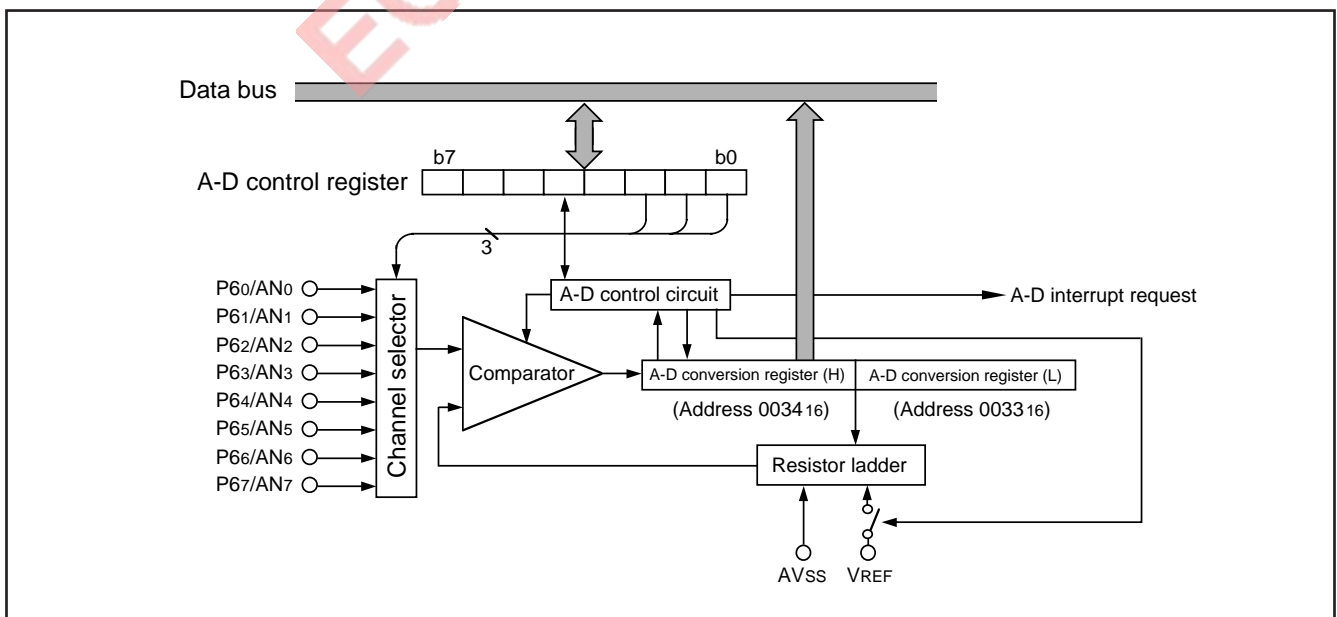 EC
Data bus
b7 b0
A-D control register
3
P60/AN0
A-D control circuit
A-D interrupt request
P61/AN1
P62/AN2
P63/AN3
P64/AN4
P65/AN5
P66/AN6
P67/AN7
Channel selector
Comparator
A-D conversion register (H) A-D conversion register (L)
(Address 003416) (Address 003316)
Resistor ladder
AVSS VREF